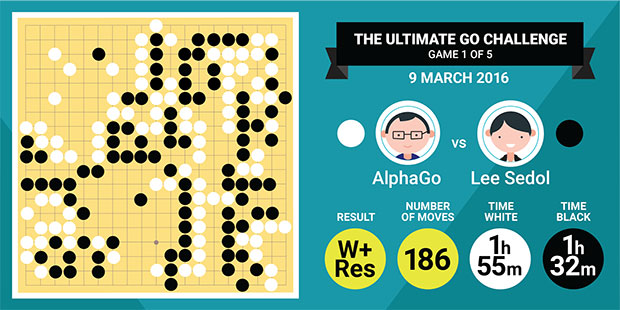 THE ULTIMATE GO CHALLENGE
GAME 1 OF 5
9 MARCH 2016
vs
AlphaGo
Lee Sedol
RESULT
NUMBER
OF MOVES
TIME
WHITE
TIME
BLACK
W+
Res
186
1h
55m
1h
32m